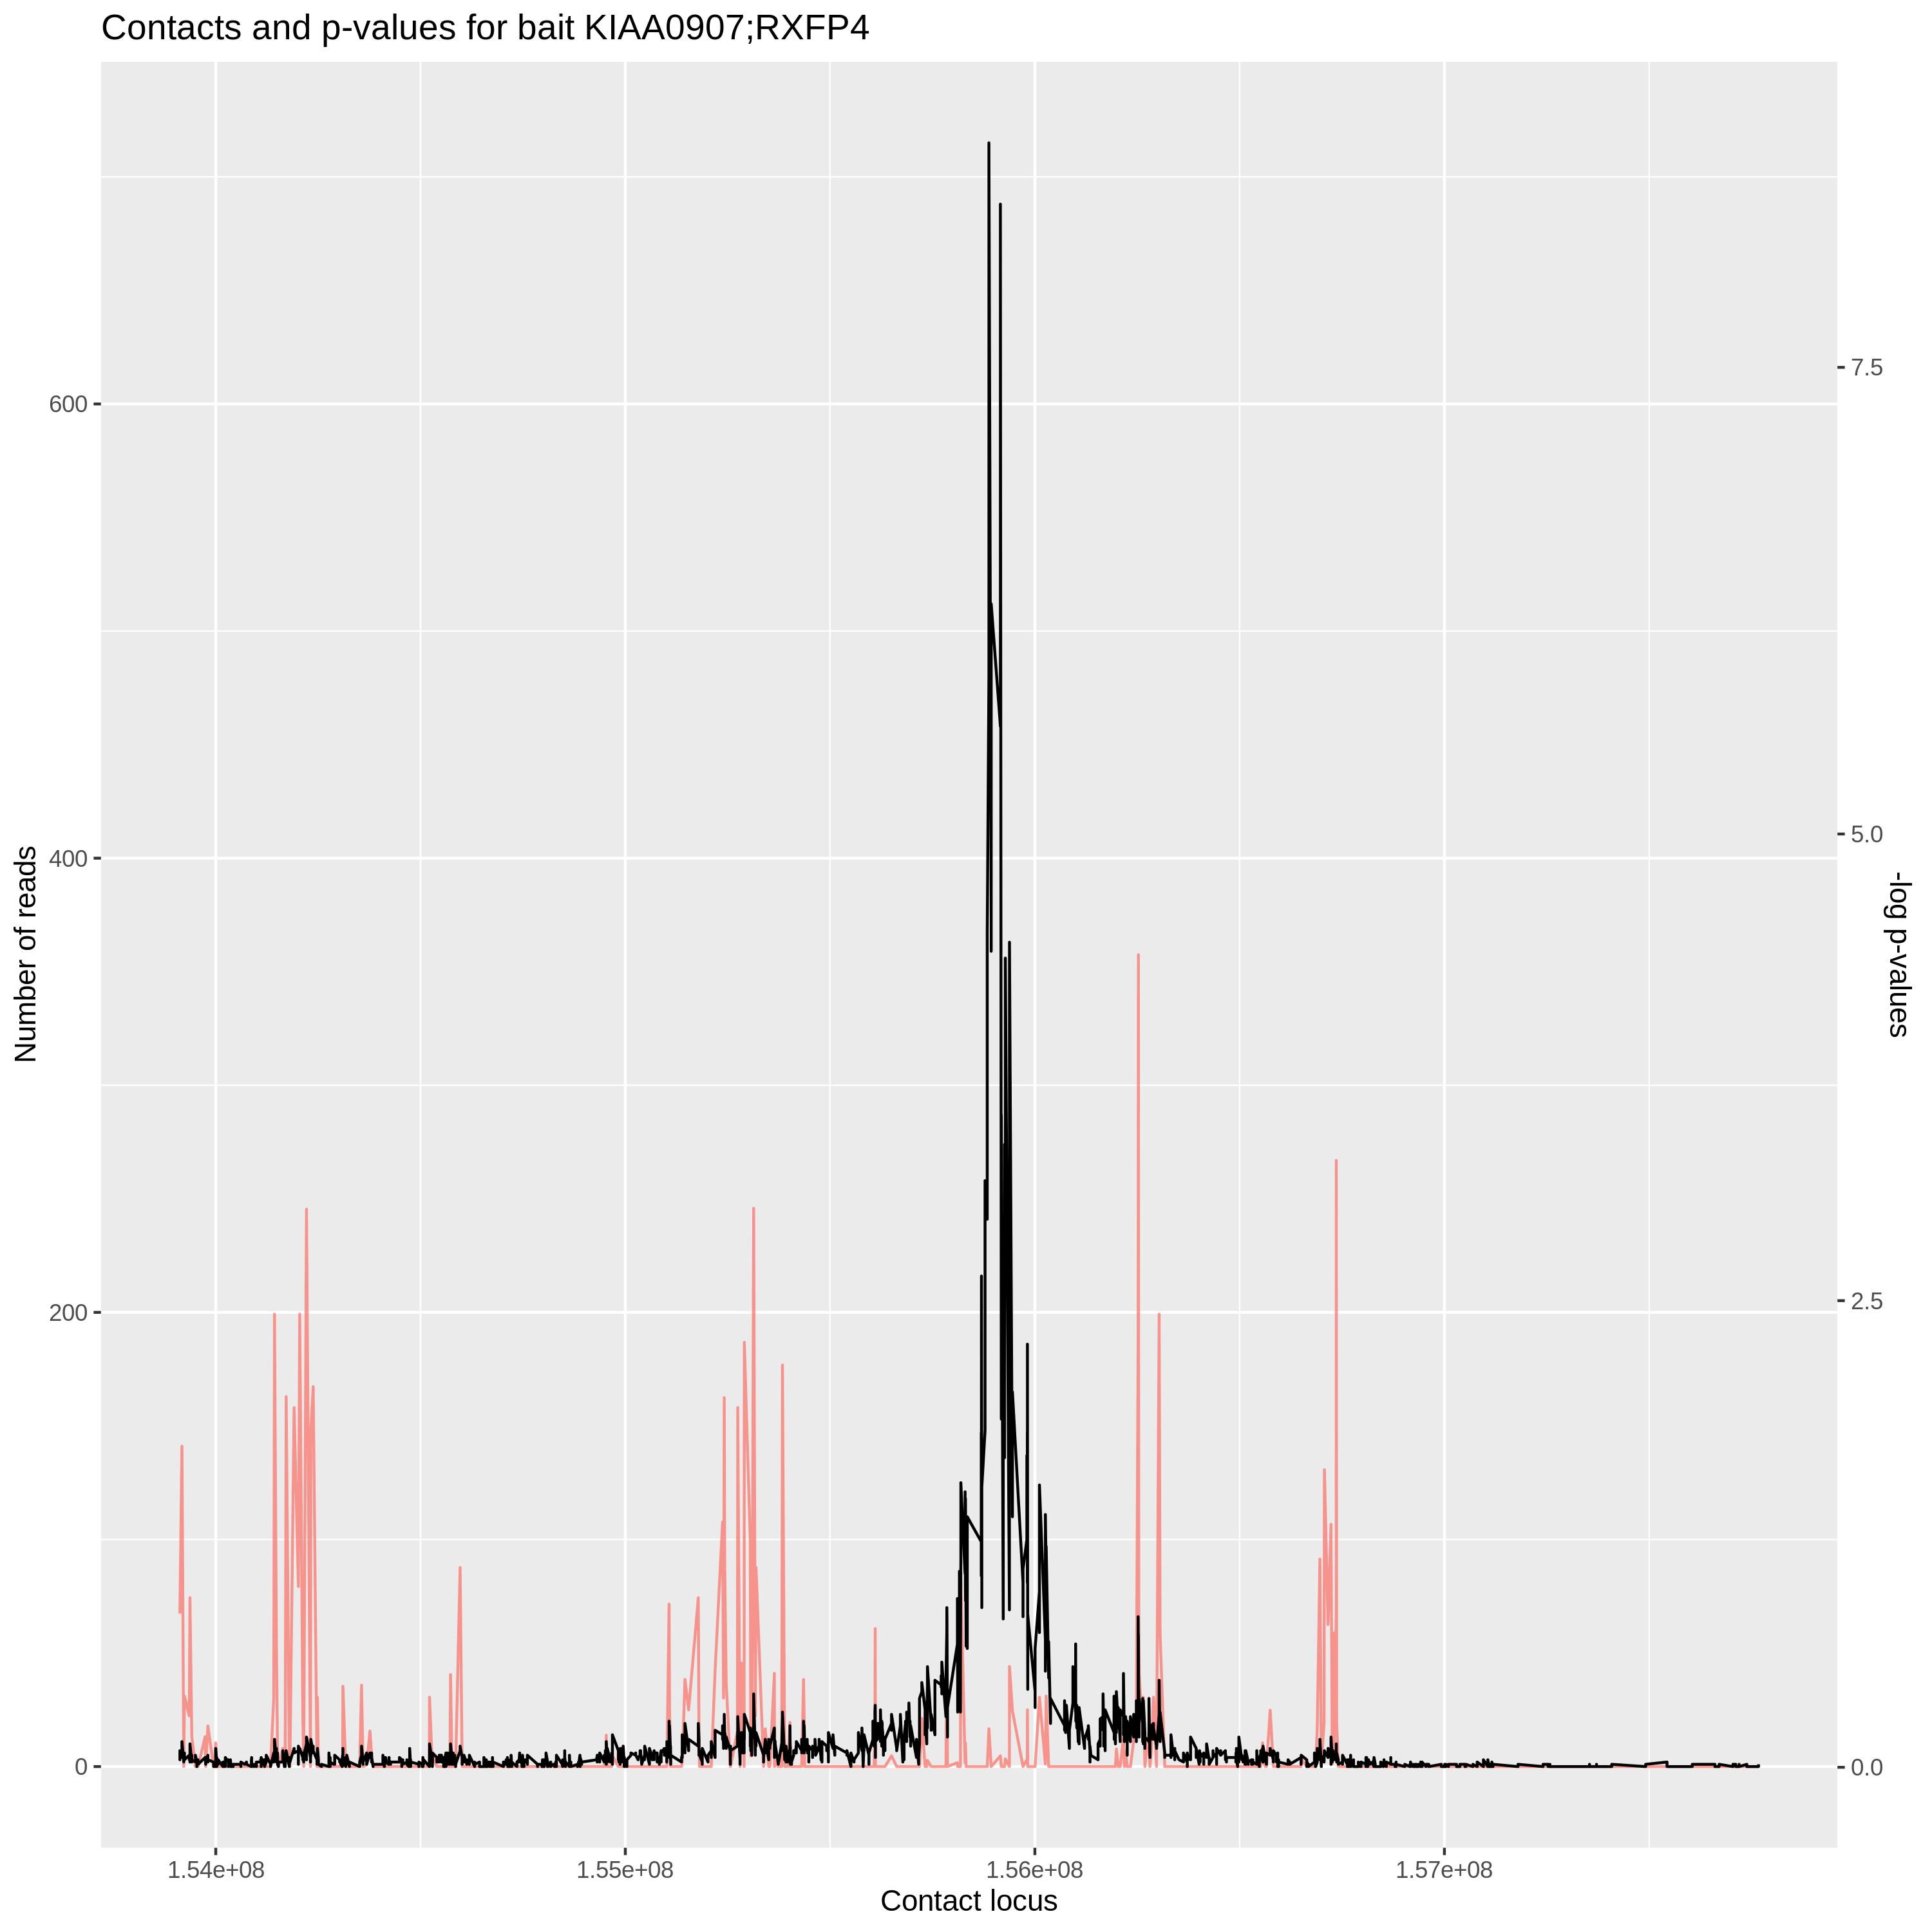 Contacts and p-values for bait KIAA0907;RXFP4
600
400
200
0
Number of reads
7.5
5.0
2.5
0.0
-log p-values
1.54e+08
1.55e+08
1.56e+08
1.57e+08
Contact locus